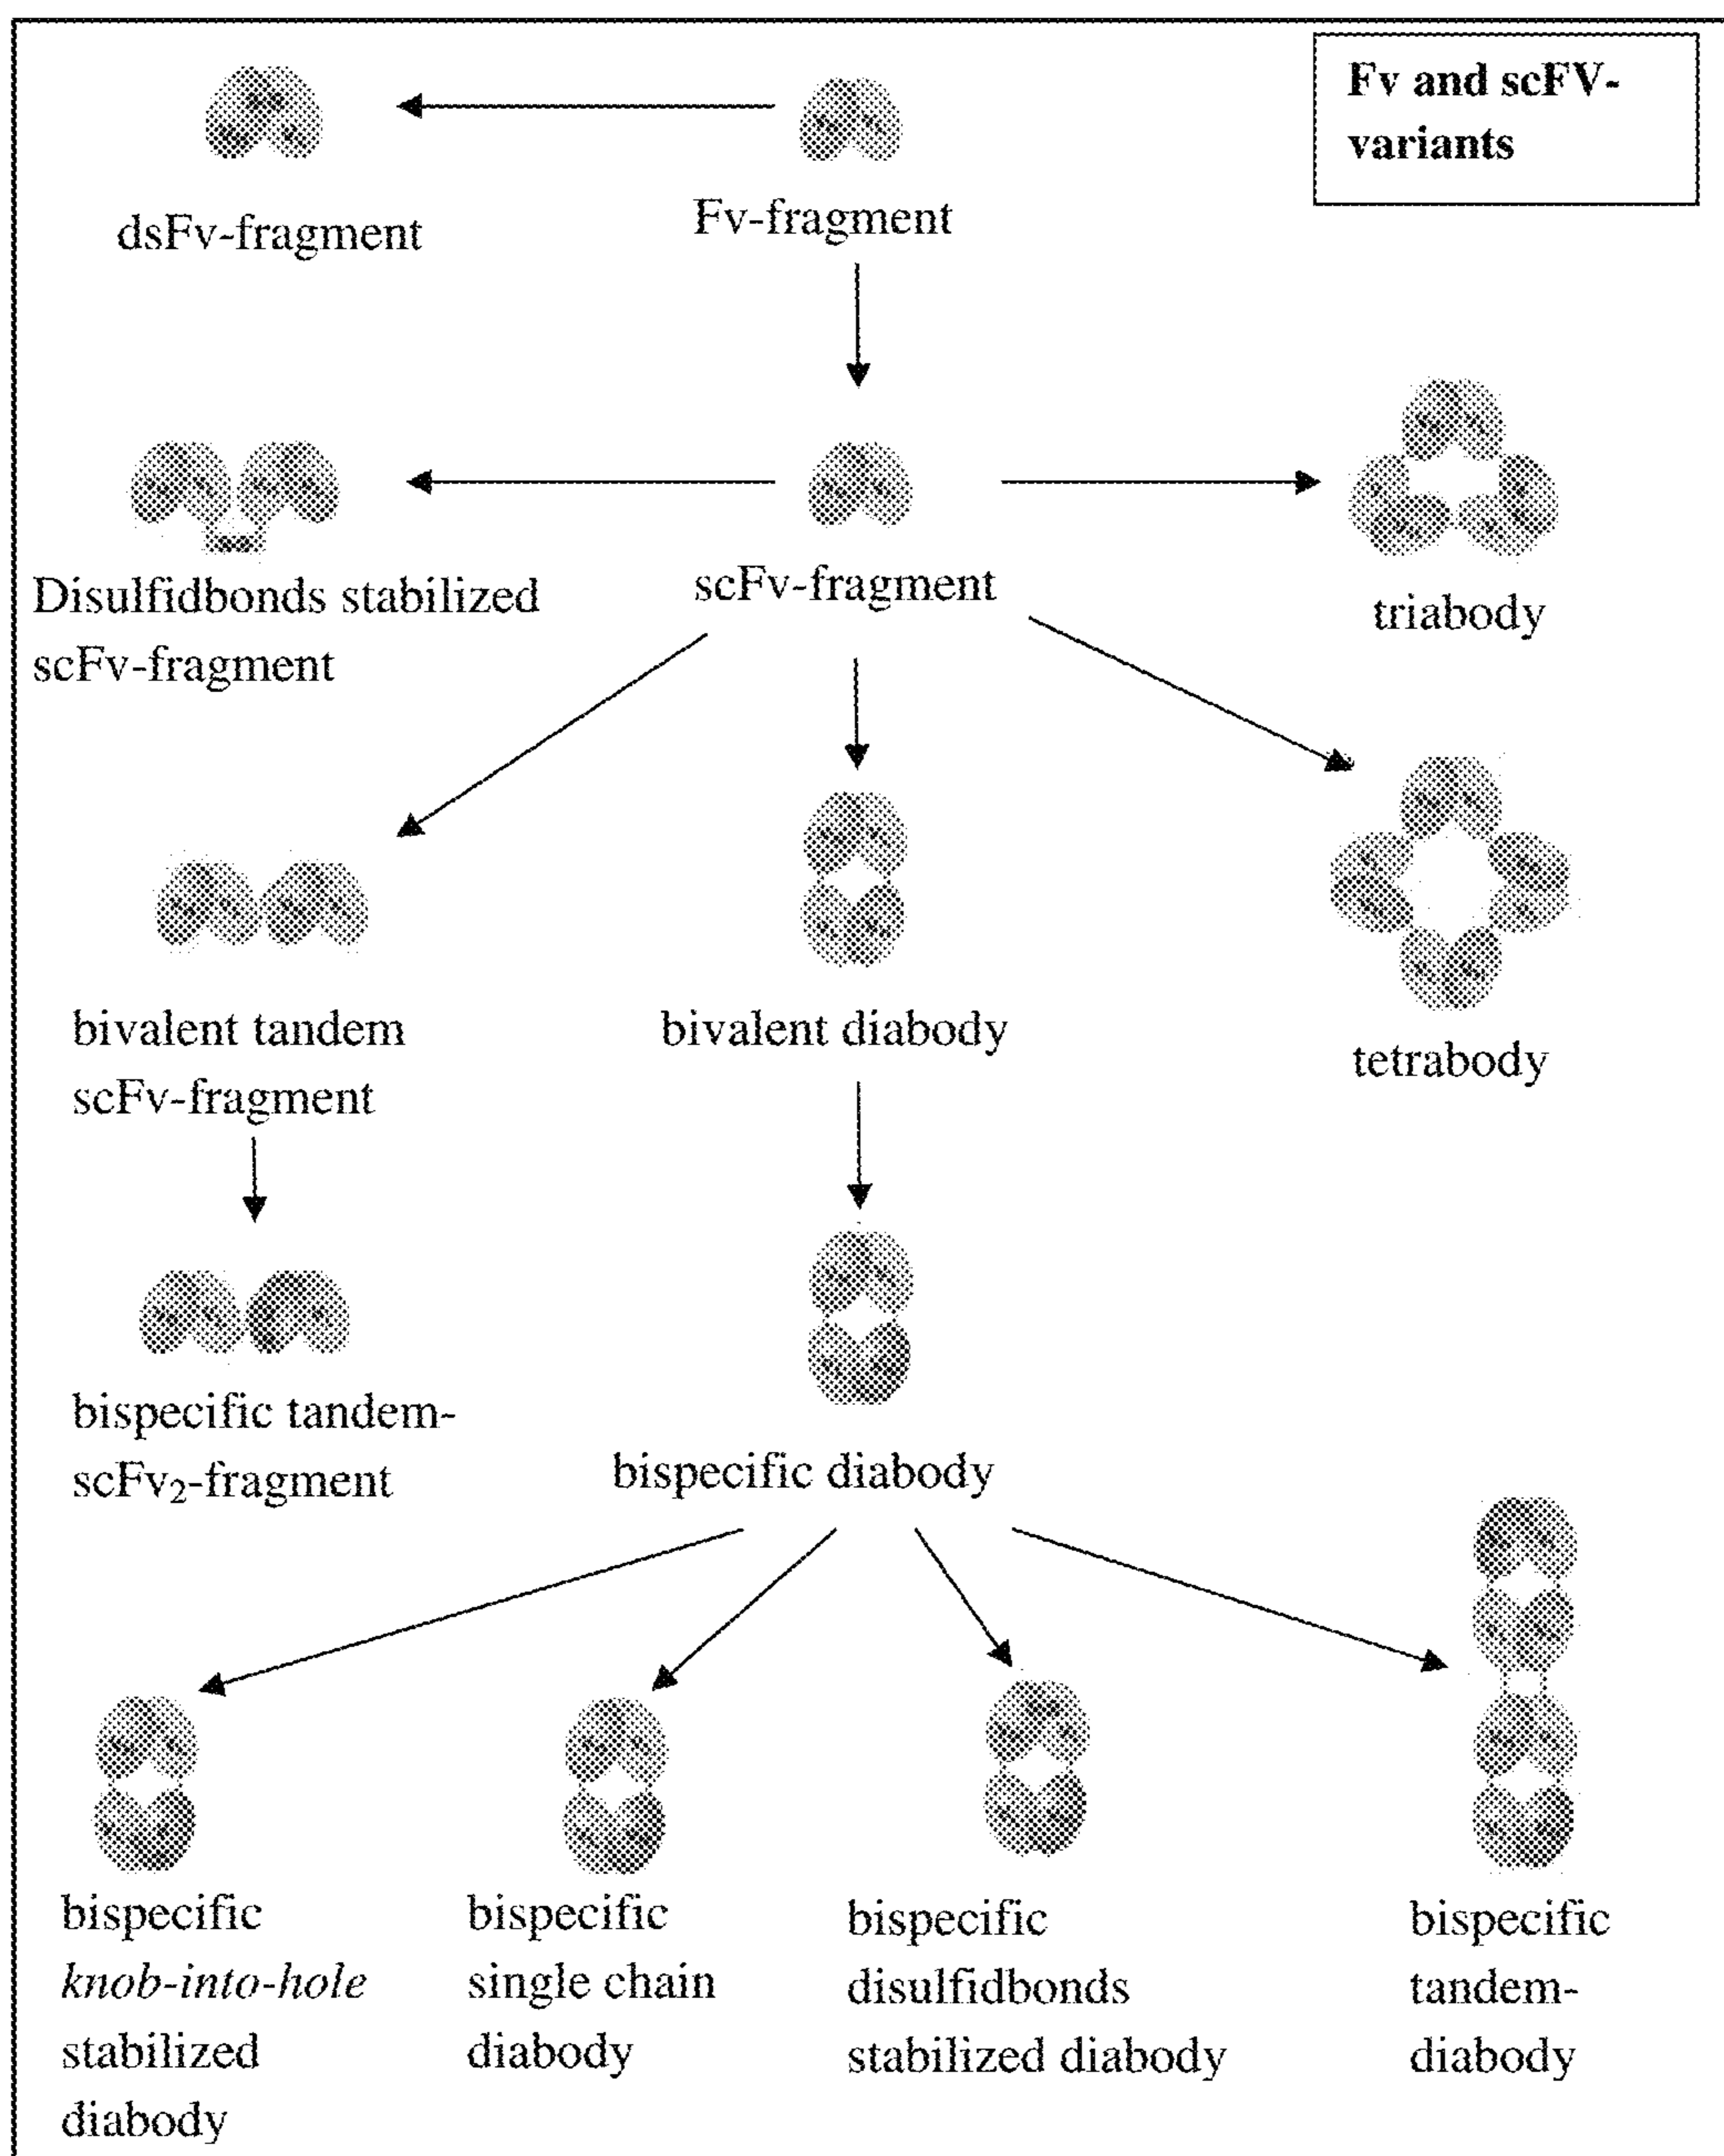 Fv and scFV-
variants
dsFv-fragment
Fv-fragment
Disulfidbonds stabilized
scFv-fragment
scFv-fragment
triabody
bivalent tandem
scFv-fragment
bivalent diabody
tetrabody
bispecific tandem-
scFv₂-fragment
bispecific diabody
bispecific
knob-into-hole
stabilized
diabody
bispecific
single chain
diabody
bispecific
disulfidbonds
stabilized diabody
bispecific
tandem-
diabody